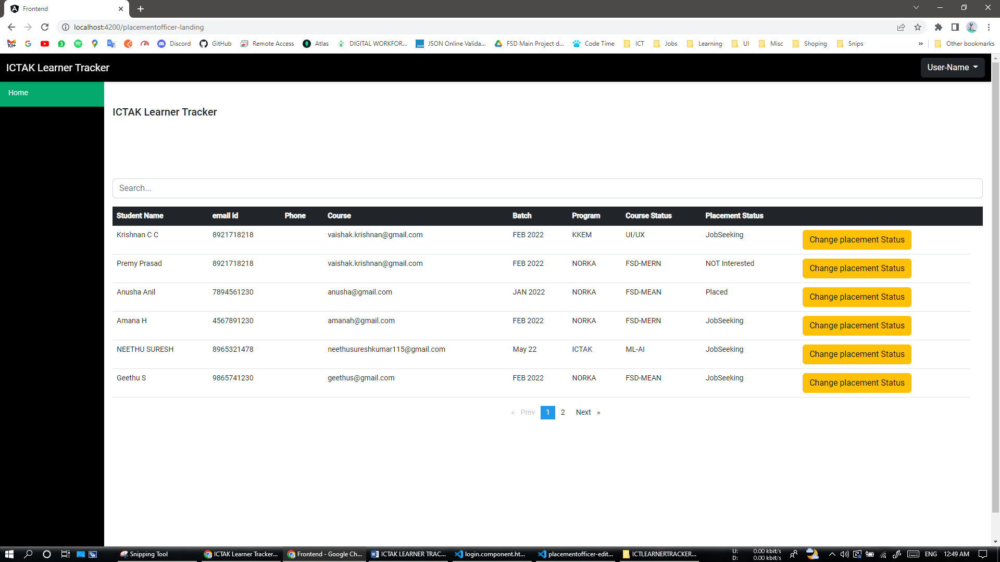 Frontend
localhost:4200/placementofficer-landing
Discord GitHub Remote Access Atlas DIGITAL WORKFOR... JSON Online Valida... FSD Main Project d... Code Time ICT Jobs Learning UI Misc Shoping Snips » Other bookmarks
ICTAK Learner Tracker User-Name
Home
ICTAK Learner Tracker
Search...
Student Name email id Phone Course Batch Program Course Status Placement Status
Krishnan C C 8921718218 vaishak.krishnan@gmail.com FEB 2022 KKEM UI/UX JobSeeking Change placement Status
Premy Prasad 8921718218 vaishak.krishnan@gmail.com FEB 2022 NORKA FSD-MERN NOT Interested Change placement Status
Anusha Anil 7894561230 anusha@gmail.com JAN 2022 NORKA FSD-MEAN Placed Change placement Status
Amana H 4567891230 amanah@gmail.com FEB 2022 NORKA FSD-MERN JobSeeking Change placement Status
NEETHU SURESH 8965321478 neethusureshkumar115@gmail.com May 22 ICTAK ML-AI JobSeeking Change placement Status
Geethu S 9865741230 geethus@gmail.com FEB 2022 NORKA FSD-MEAN JobSeeking Change placement Status
« Prev 1 2 Next »
Snipping Tool ICTAK Learner Tracker... Frontend - Google Ch... ICTAK LEARNER TRAC... login.component.ht... placementofficer-edit... ICTLEARNERTRACKER... U: 0.00 kbit/s ENG 12:49 AM
D: 0.00 kbit/s